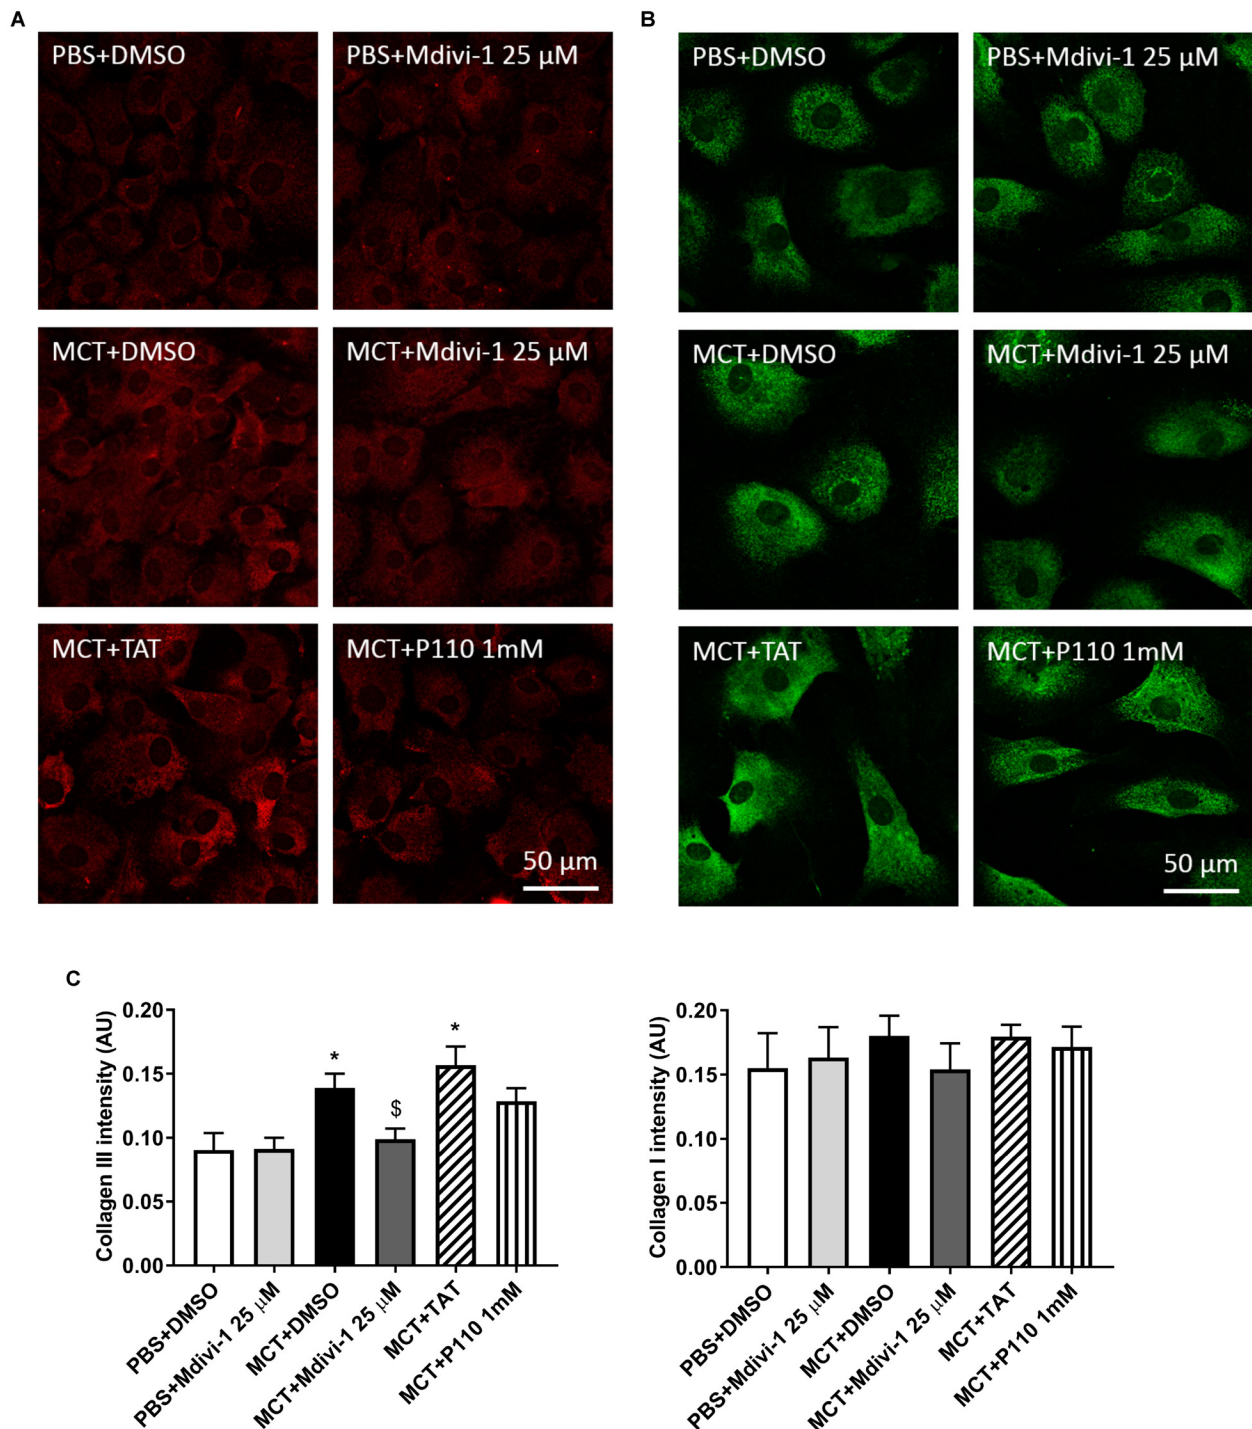 A
B
PBS+DMSO
PBS+Mdivi-1 25 µM
PBS+DMSO
PBS+Mdivi-1 25 µM
MCT+DMSO
MCT+Mdivi-1 25 µM
MCT+DMSO
MCT+Mdivi-1 25 µM
MCT+TAT
MCT+P110 1mM
MCT+TAT
MCT+P110 1mM
50 µm
50 µm
C
Collagen III intensity (AU)
0.20
0.15
0.10
0.05
0.00
*
$
*
PBS+DMSO
PBS+Mdivi-1 25 µM
MCT+DMSO
MCT+Mdivi-1 25 µM
MCT+TAT
MCT+P110 1mM
Collagen I intensity (AU)
0.20
0.15
0.10
0.05
0.00
PBS+DMSO
PBS+Mdivi-1 25 µM
MCT+DMSO
MCT+Mdivi-1 25 µM
MCT+TAT
MCT+P110 1mM